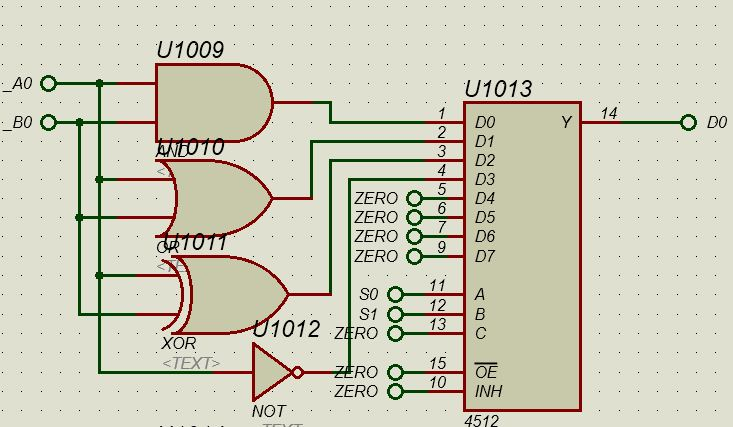 U1009
_A0
_B0
AND
U1010
OR
U1011
XOR
<TEXT>
U1012
NOT
U1013
1 D0 Y 14 D0
2 D1
3 D2
4 D3
ZERO 5 D4
ZERO 6 D5
ZERO 7 D6
ZERO 9 D7
S0 11 A
S1 12 B
ZERO 13 C
ZERO 15 OE
ZERO 10 INH
4512